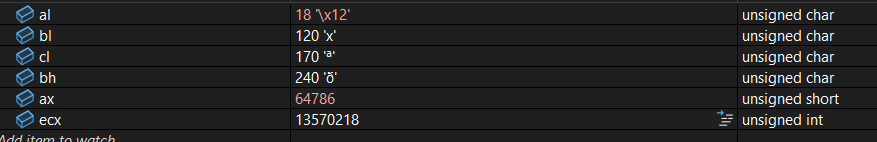 al 18 '\x12' unsigned char
bl 120 'x' unsigned char
cl 170 'ª' unsigned char
bh 240 'ð' unsigned char
ax 64786 unsigned short
ecx 13570218 unsigned int
Add item to watch